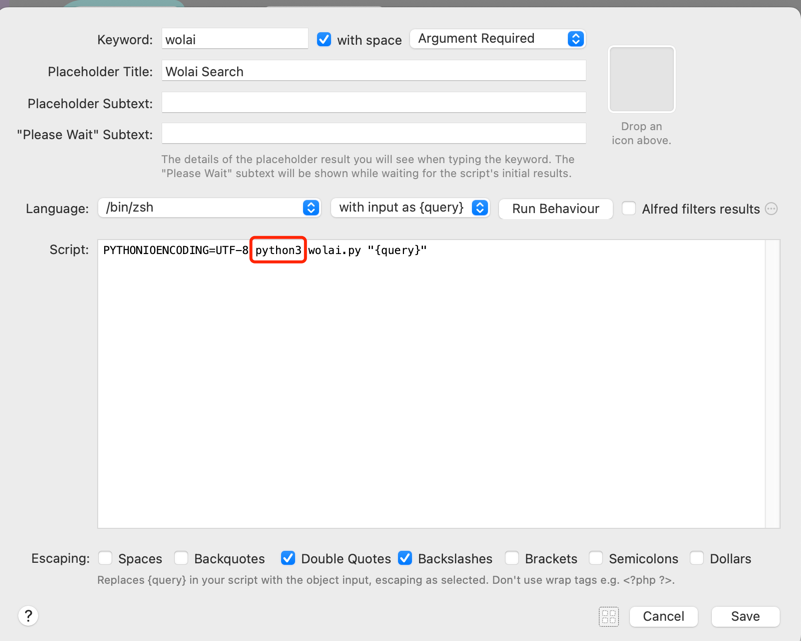 Keyword: wolai with space Argument Required
Placeholder Title: Wolai Search
Placeholder Subtext:
"Please Wait" Subtext:
Drop an
icon above.
The details of the placeholder result you will see when typing the keyword. The
"Please Wait" subtext will be shown while waiting for the script's initial results.
Language: /bin/zsh with input as {query} Run Behaviour Alfred filters results
Script: PYTHONIOENCODING=UTF-8 python3 wolai.py "{query}"
Escaping: Spaces Backquotes Double Quotes Backslashes Brackets Semicolons Dollars
Replaces {query} in your script with the object input, escaping as selected. Don't use wrap tags e.g. <?php ?>.
? Cancel Save